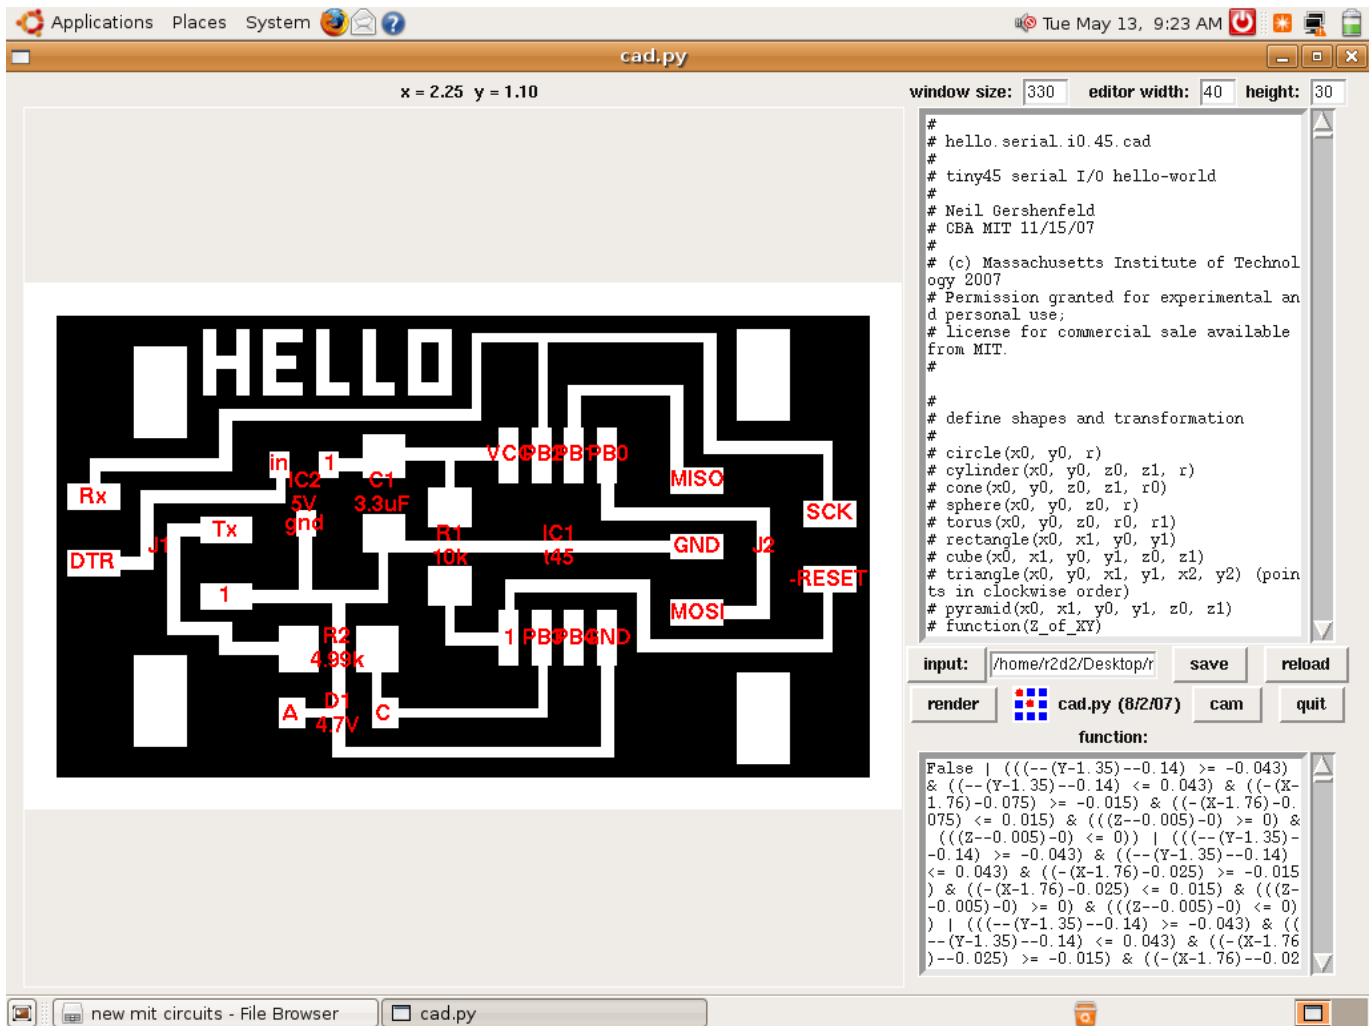 Applications Places System
Tue May 13, 9:23 AM
cad.py
x = 2.25 y = 1.10
window size: 330 editor width: 40 height: 30
#
# hello.serial.i0.45.cad
#
# tiny45 serial I/O hello-world
#
# Neil Gershenfeld
# CBA MIT 11/15/07
#
# (c) Massachusetts Institute of Technol
ogy 2007
# Permission granted for experimental an
d personal use;
# license for commercial sale available
from MIT.
#
#
# define shapes and transformation
#
# circle(x0, y0, r)
# cylinder(x0, y0, z0, z1, r)
# cone(x0, y0, z0, z1, r0)
# sphere(x0, y0, z0, r)
# torus(x0, y0, z0, r0, r1)
# rectangle(x0, x1, y0, y1)
# cube(x0, x1, y0, y1, z0, z1)
# triangle(x0, y0, x1, y1, x2, y2) (poin
ts in clockwise order)
# pyramid(x0, x1, y0, y1, z0, z1)
# function(Z_of_XY)
HELLO
VCC PB2 PB1 PB0
in 1
IC2 C1
5V 3.3uF
gnd
MISO
Rx
SCK
Tx
R1 IC1
10k t45
J1
GND
J2
DTR
-RESET
1
MOSI
1 PB3 PB4 GND
R2
4.99k
A
D1
4.7V
C
input: /home/r2d2/Desktop/r save reload
render cad.py (8/2/07) cam quit
function:
False | (((--(Y-1.35)--0.14) >= -0.043)
& ((--(Y-1.35)--0.14) <= 0.043) & ((-(X-
1.76)-0.075) >= -0.015) & ((-(X-1.76)-0.
075) <= 0.015) & (((Z--0.005)-0) >= 0) &
(((Z--0.005)-0) <= 0)) | (((--(Y-1.35)-
-0.14) >= -0.043) & ((--(Y-1.35)--0.14)
<= 0.043) & ((-(X-1.76)-0.025) >= -0.015
) & ((-(X-1.76)-0.025) <= 0.015) & (((Z-
-0.005)-0) >= 0) & (((Z--0.005)-0) <= 0)
) | (((--(Y-1.35)--0.14) >= -0.043) & ((
--(Y-1.35)--0.14) <= 0.043) & ((-(X-1.76
)--0.025) >= -0.015) & ((-(X-1.76)--0.02
new mit circuits - File Browser
cad.py